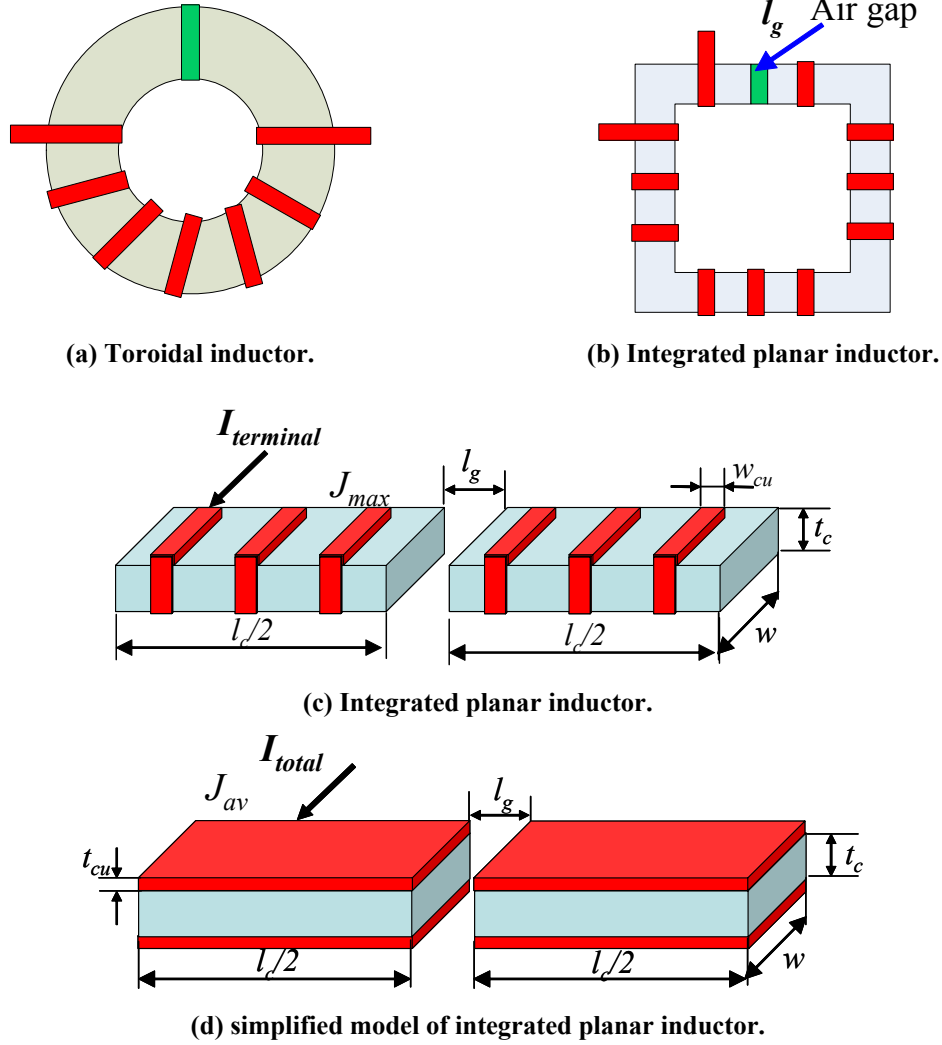 l_g Air gap
(a) Toroidal inductor.
(b) Integrated planar inductor.
I_terminal
J_max
l_g
w_cu
t_c
l_c/2
l_c/2
w
(c) Integrated planar inductor.
I_total
J_av
l_g
t_cu
t_c
l_c/2
l_c/2
w
(d) simplified model of integrated planar inductor.